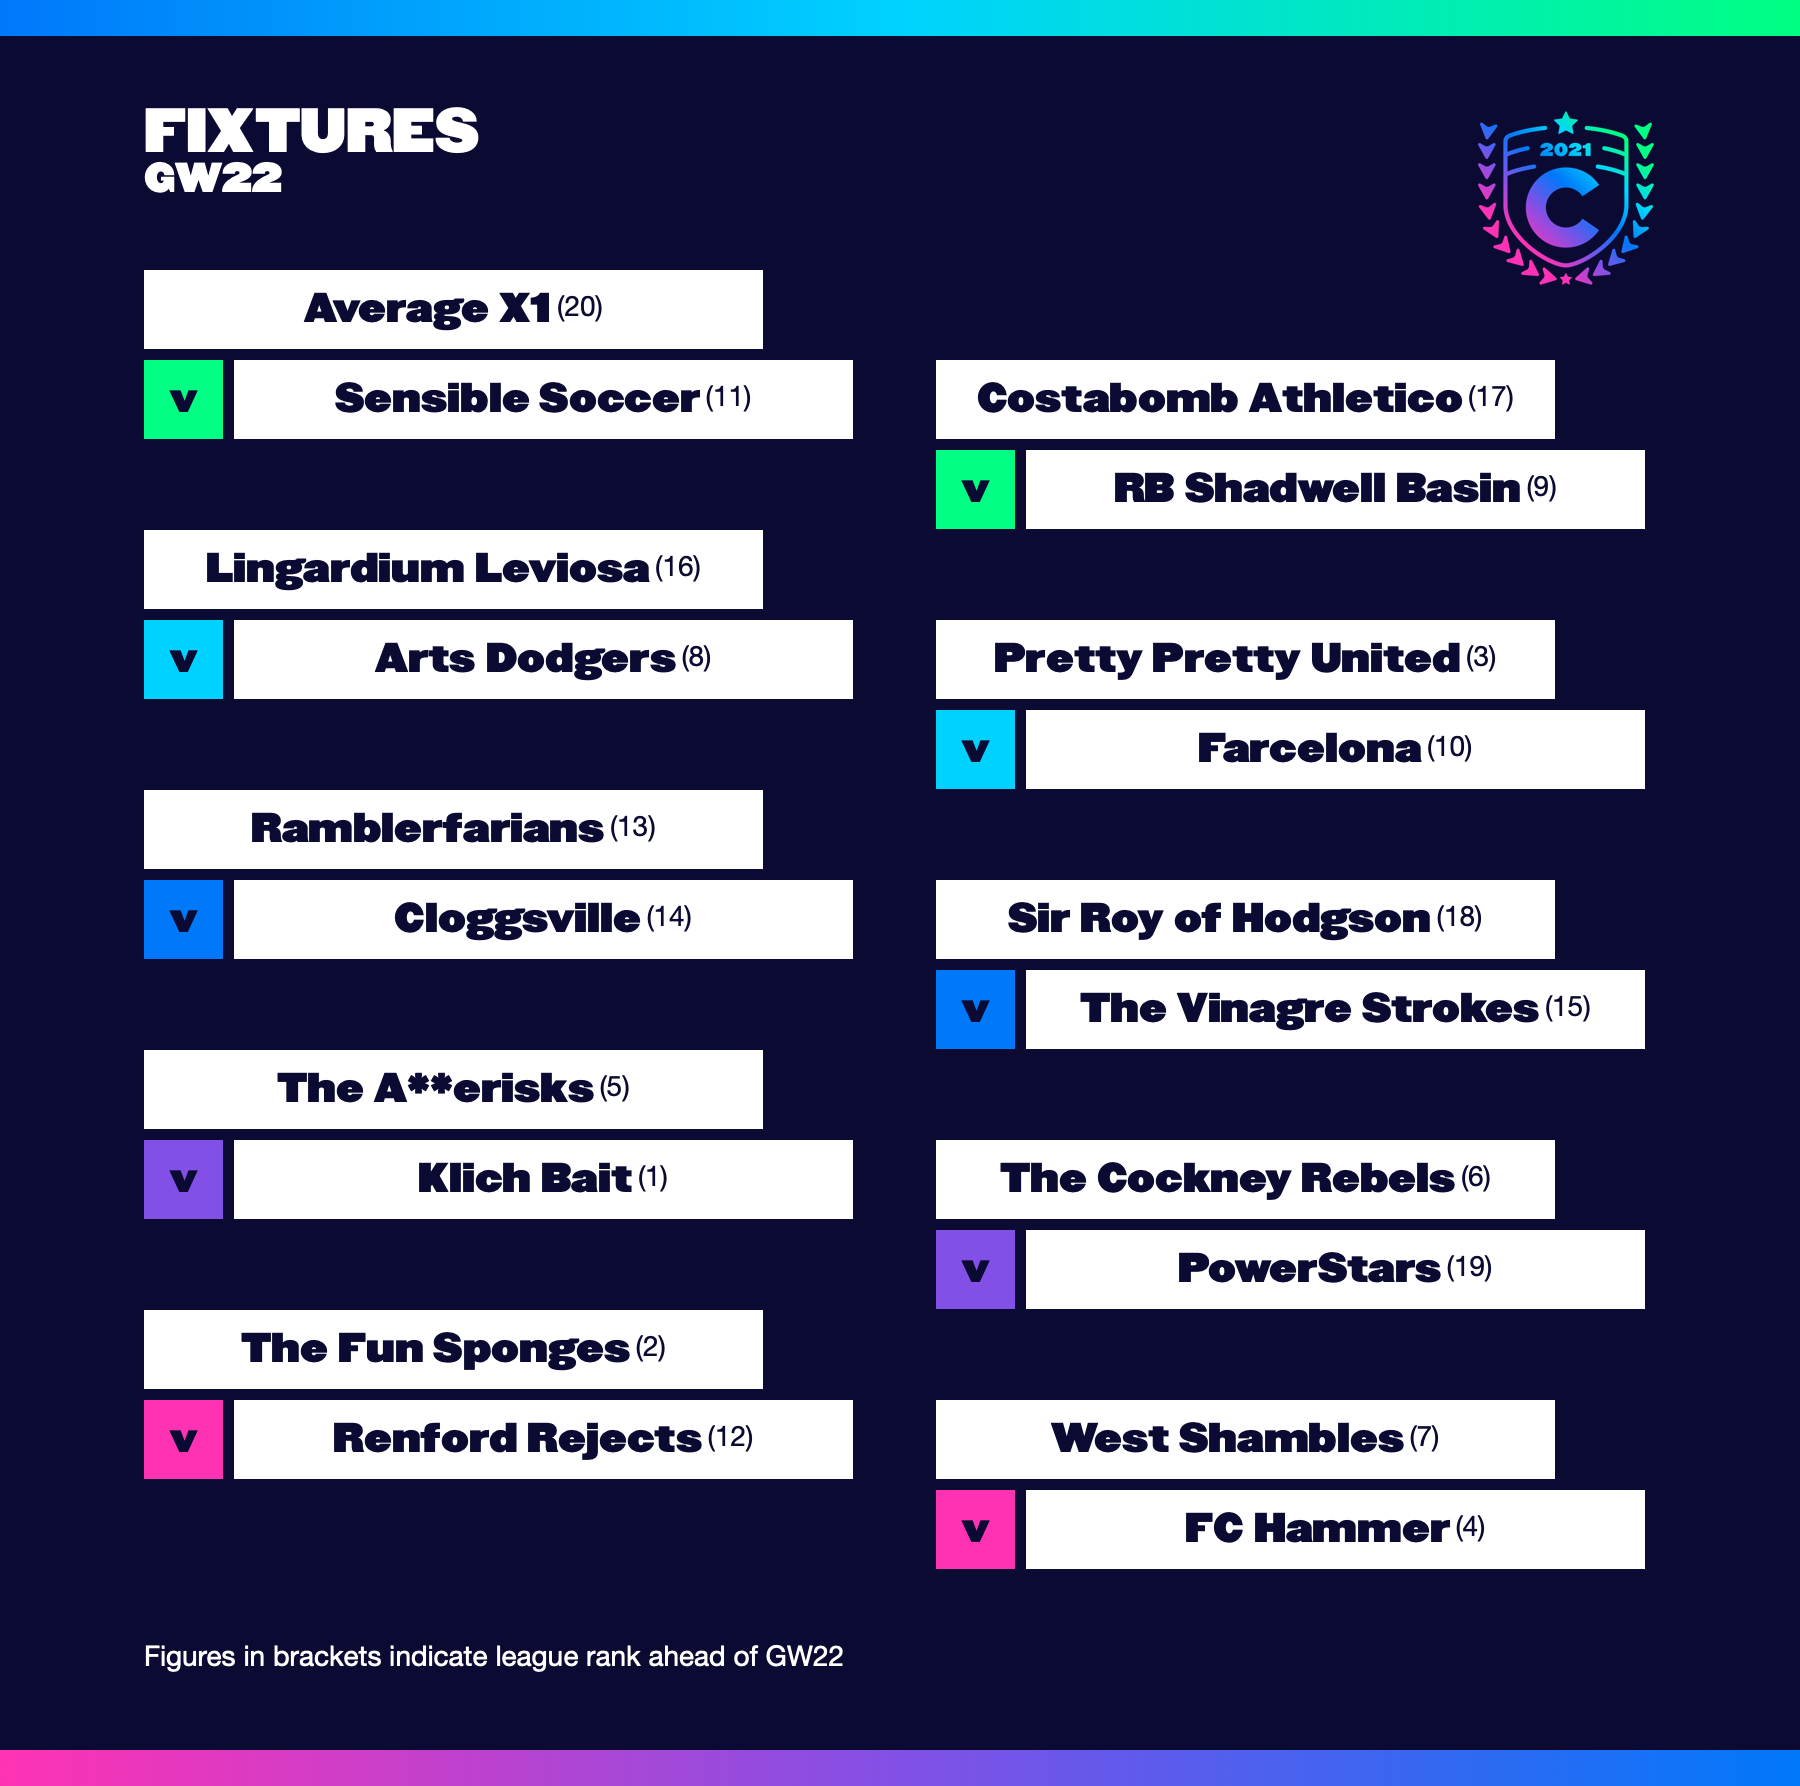 FIXTURES
GW22
2021
C
Average X1 (20)
v Sensible Soccer (11)
Costabomb Athletico (17)
v RB Shadwell Basin (9)
Lingardium Leviosa (16)
v Arts Dodgers (8)
Pretty Pretty United (3)
v Farcelona (10)
Ramblerfarians (13)
v Cloggsville (14)
Sir Roy of Hodgson (18)
v The Vinagre Strokes (15)
The A**erisks (5)
v Klich Bait (1)
The Cockney Rebels (6)
v PowerStars (19)
The Fun Sponges (2)
v Renford Rejects (12)
West Shambles (7)
v FC Hammer (4)
Figures in brackets indicate league rank ahead of GW22